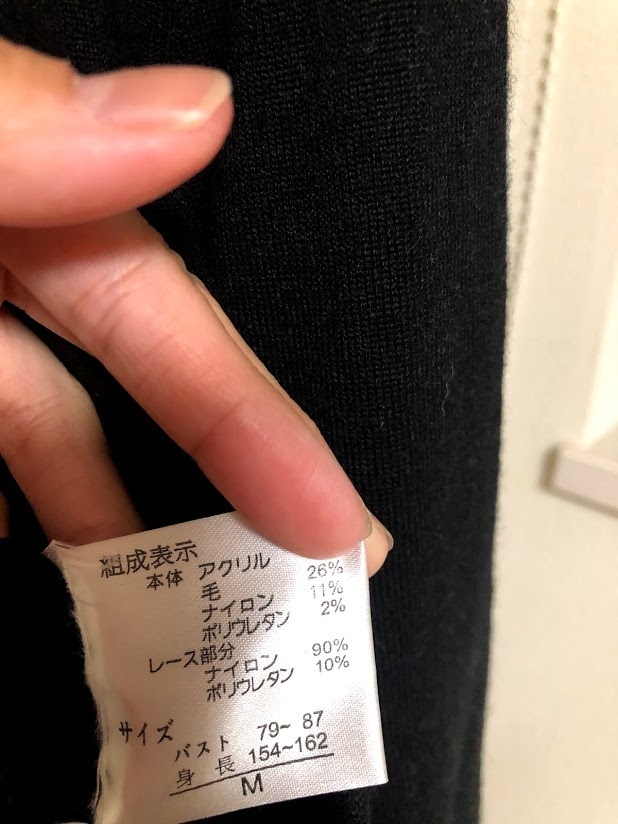 組成表示
本体 アクリル
毛 26%
ナイロン 11%
ポリウレタン 2%
レース部分
ナイロン 90%
ポリウレタン 10%
サイズ
バスト 79~ 87
身 長 154~162
M